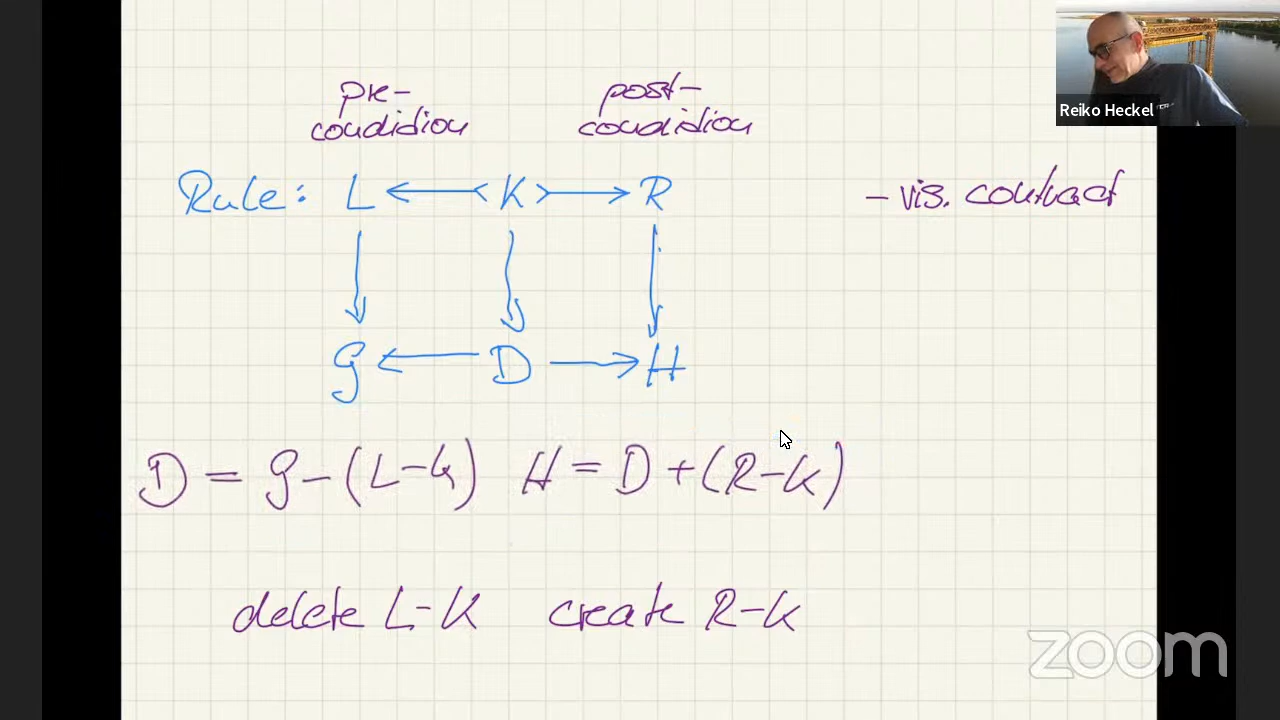 Reiko Heckel
pre- post-
condition condition
Rule: L K R - vis. contract
G D H
D = G - (L-K) H = D + (R-K)
delete L-K create R-K
zoom